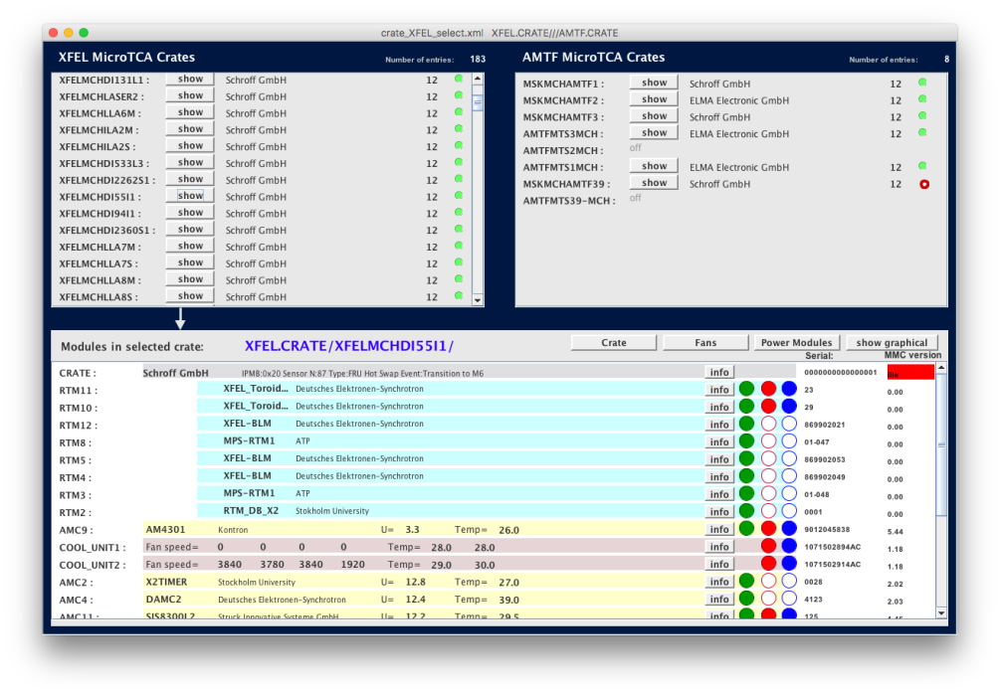 crate_XFEL_select.xml XFEL.CRATE///AMTF.CRATE
XFEL MicroTCA Crates Number of entries: 183
XFELMCHDI131L1 : show Schroff GmbH 12
XFELMCHLASER2 : show Schroff GmbH 12
XFELMCHLLA6M : show Schroff GmbH 12
XFELMCHILA2M : show Schroff GmbH 12
XFELMCHILA2S : show Schroff GmbH 12
XFELMCHDI533L3 : show Schroff GmbH 12
XFELMCHDI2262S1 : show Schroff GmbH 12
XFELMCHDI55I1 : show Schroff GmbH 12
XFELMCHDI94I1 : show Schroff GmbH 12
XFELMCHDI2360S1 : show Schroff GmbH 12
XFELMCHLLA7M : show Schroff GmbH 12
XFELMCHLLA7S : show Schroff GmbH 12
XFELMCHLLA8M : show Schroff GmbH 12
XFELMCHLLA8S : show Schroff GmbH 12
AMTF MicroTCA Crates Number of entries: 8
MSKMCHAMTF1 : show Schroff GmbH 12
MSKMCHAMTF2 : show ELMA Electronic GmbH 12
MSKMCHAMTF3 : show Schroff GmbH 12
AMTFMTS3MCH : show ELMA Electronic GmbH 12
AMTFMTS2MCH : off
AMTFMTS1MCH : show ELMA Electronic GmbH 12
MSKMCHAMTF39 : show Schroff GmbH 12
AMTFMTS39-MCH : off
Modules in selected crate: XFEL.CRATE/XFELMCHDI55I1/ Crate Fans Power Modules show graphical
Serial: MMC version
CRATE : Schroff GmbH IPMB:0x20 Sensor N:87 Type:FRU Hot Swap Event:Transition to M6 info 0000000000000001 file
RTM11 : XFEL_Toroid... Deutsches Elektronen-Synchrotron info 23 0.00
RTM10 : XFEL_Toroid... Deutsches Elektronen-Synchrotron info 29 0.00
RTM12 : XFEL-BLM Deutsches Elektronen-Synchrotron info 869902021 0.00
RTM8 : MPS-RTM1 ATP info 01-047 0.00
RTM5 : XFEL-BLM Deutsches Elektronen-Synchrotron info 869902053 0.00
RTM4 : XFEL-BLM Deutsches Elektronen-Synchrotron info 869902049 0.00
RTM3 : MPS-RTM1 ATP info 01-048 0.00
RTM2 : RTM_DB_X2 Stokholm University info 0001 0.00
AMC9 : AM4301 Kontron U= 3.3 Temp= 26.0 info 9012045838 5.44
COOL_UNIT1 : Fan speed= 0 0 0 0 Temp= 28.0 28.0 info 1071502894AC 1.18
COOL_UNIT2 : Fan speed= 3840 3780 3840 1920 Temp= 29.0 30.0 info 1071502914AC 1.18
AMC2 : X2TIMER Stockholm University U= 12.8 Temp= 27.0 info 0028 2.02
AMC4 : DAMC2 Deutsches Elektronen-Synchrotron U= 12.4 Temp= 39.0 info 4123 2.03
AMC11 : SIS8300L2 Struck Innovative Systeme GmbH U= 12.2 Temp= 29.5 info 125